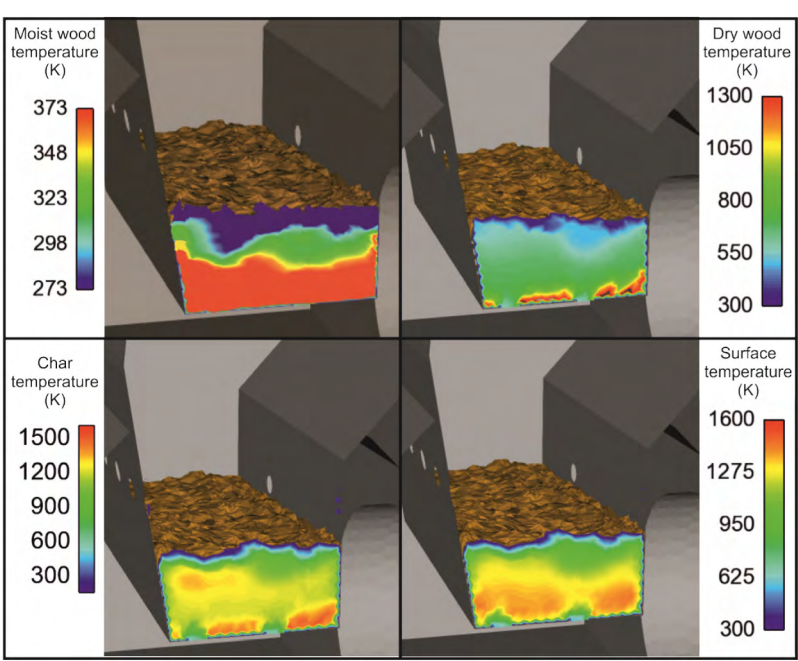 Moist wood
temperature
(K)
373
348
323
298
273
Dry wood
temperature
(K)
1300
1050
800
550
300
Char
temperature
(K)
1500
1200
900
600
300
Surface
temperature
(K)
1600
1275
950
625
300